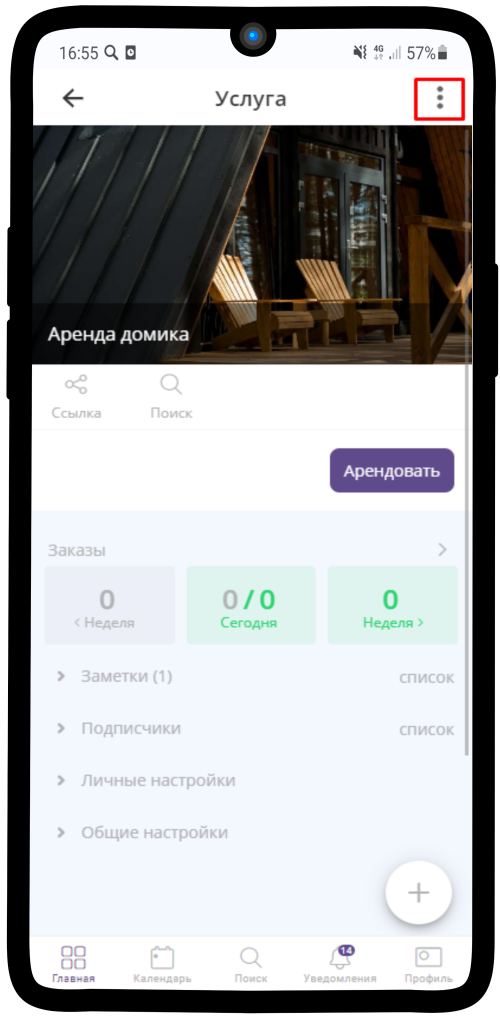 16:55 4G 57%
Услуга
Аренда домика
Ссылка Поиск
Арендовать
Заказы
0 0 / 0 0
< Неделя Сегодня Неделя >
Заметки (1) список
Подписчики список
Личные настройки
Общие настройки
+
14
Главная Календарь Поиск Уведомления Профиль